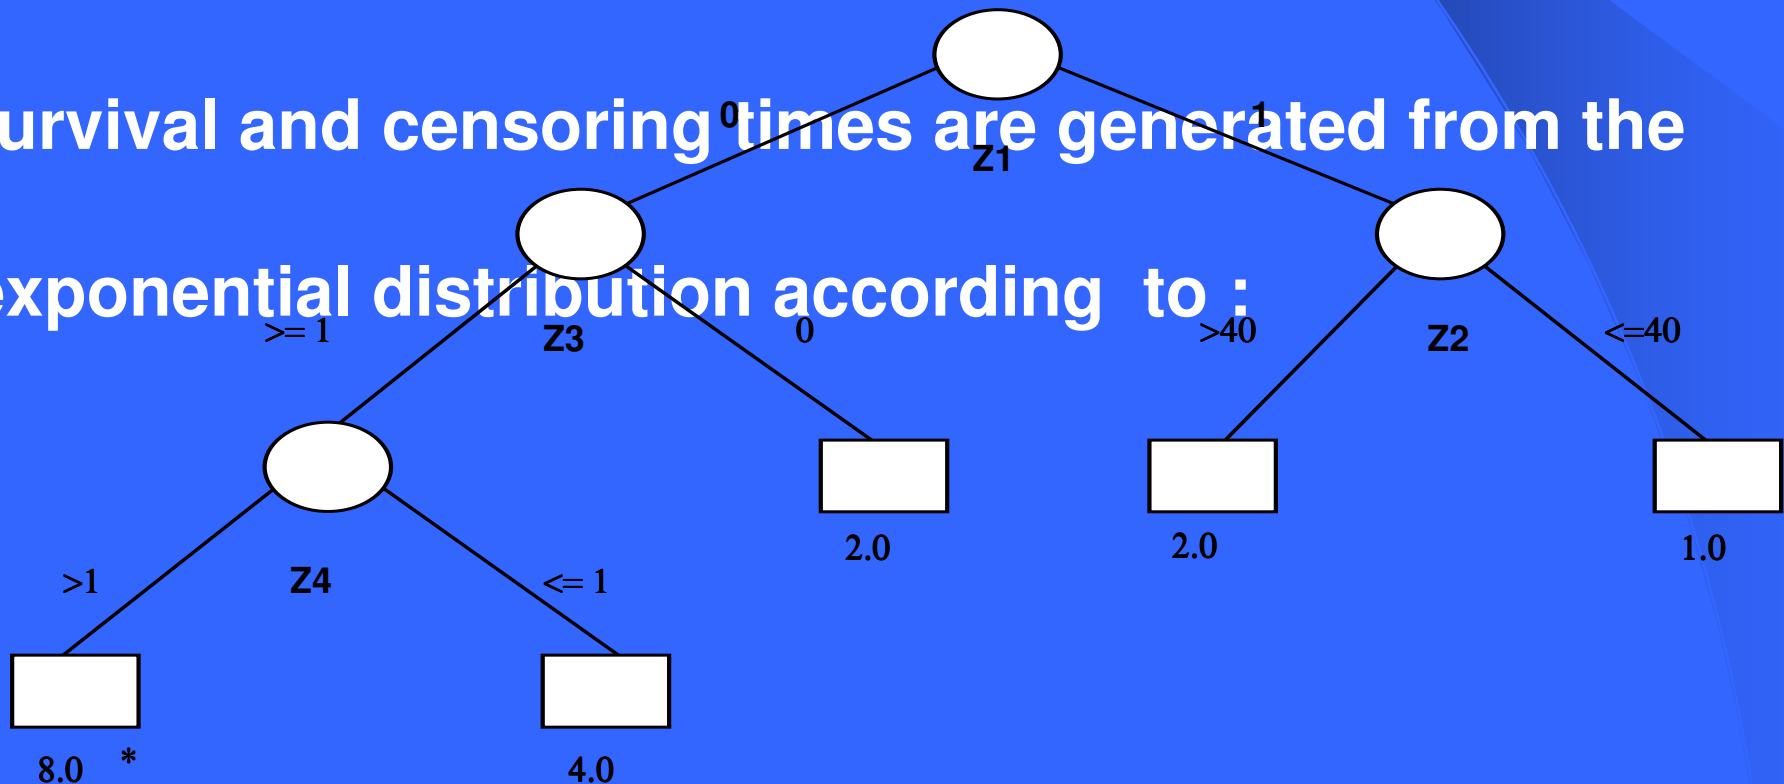 urvival and censoring times are generated from the
0
1
Z1
exponential distribution according to :
>= 1
Z3
0
>40
Z2
<=40
2.0
2.0
1.0
>1
Z4
<= 1
8.0 *
4.0